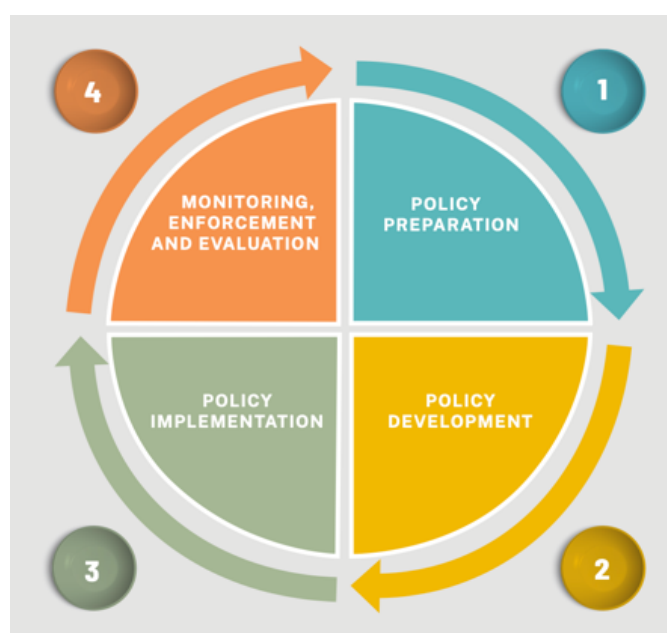 4
1
MONITORING,
ENFORCEMENT
AND EVALUATION
POLICY
PREPARATION
POLICY
IMPLEMENTATION
POLICY
DEVELOPMENT
3
2